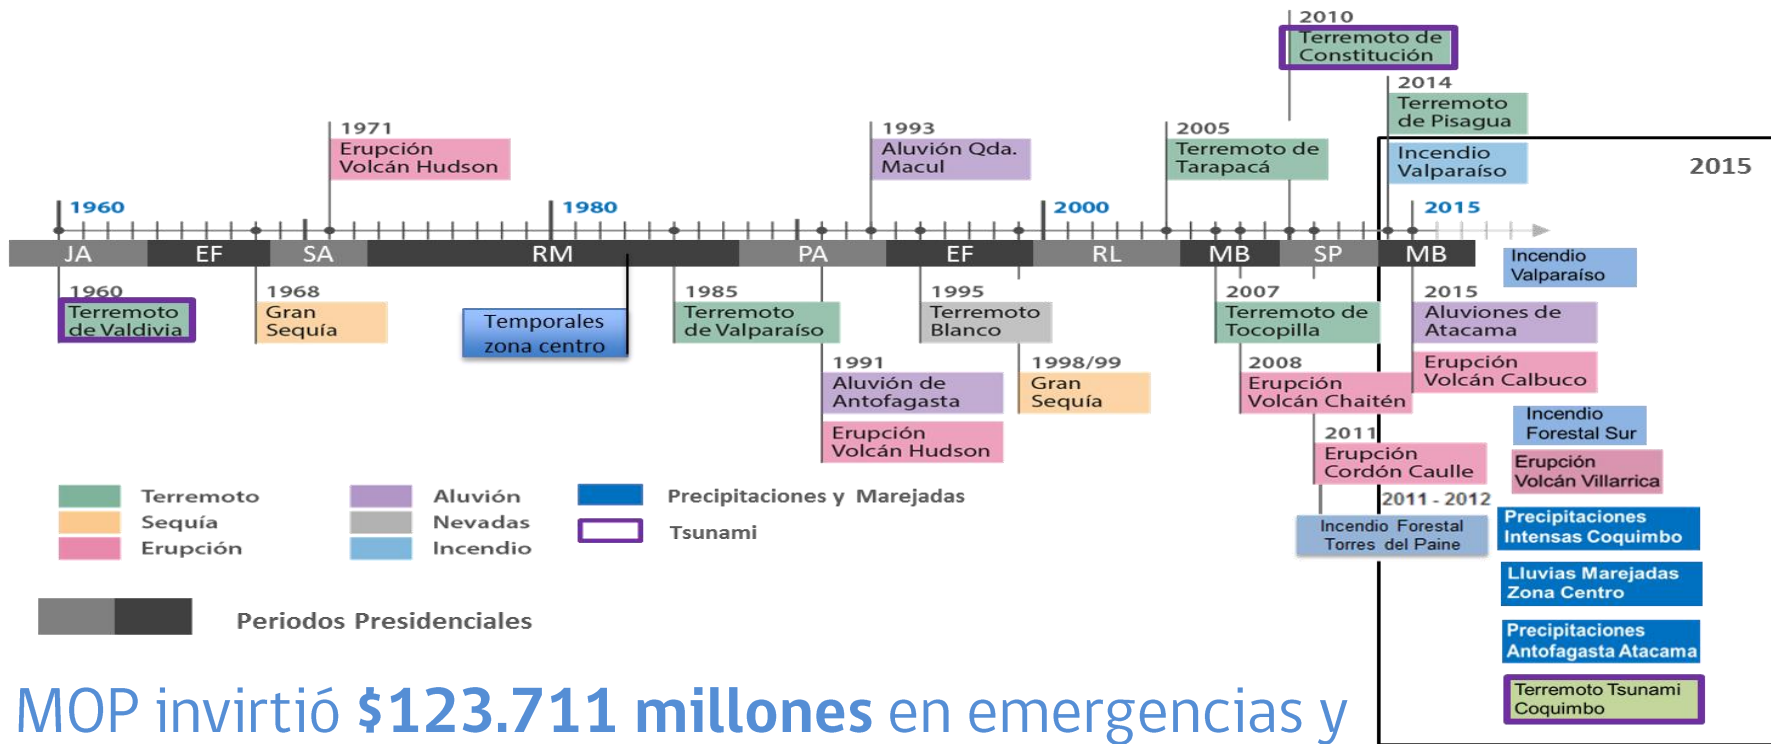 2010
Terremoto de
Constitución
2014
Terremoto
de Pisagua
Incendio
Valparaíso
2015
1971
Erupción
Volcán Hudson
1993
Aluvión Qda.
Macul
2005
Terremoto de
Tarapacá
1960
1980
2000
2015
JA
EF
SA
RM
PA
EF
RL
MB
SP
MB
Incendio
Valparaíso
1960
Terremoto
de Valdivia
1968
Gran
Sequía
Temporales
zona centro
1985
Terremoto
de Valparaíso
1991
Aluvión de
Antofagasta
Erupción
Volcán Hudson
1995
Terremoto
Blanco
1998/99
Gran
Sequía
2007
Terremoto de
Tocopilla
2008
Erupción
Volcán Chaitén
2011
Erupción
Cordón Caulle
2011 - 2012
Incendio Forestal
Torres del Paine
2015
Aluviones de
Atacama
Erupción
Volcán Calbuco
Incendio
Forestal Sur
Erupción
Volcán Villarrica
Precipitaciones
Intensas Coquimbo
Lluvias Marejadas
Zona Centro
Precipitaciones
Antofagasta Atacama
Terremoto Tsunami
Coquimbo
Terremoto
Sequía
Erupción
Aluvión
Nevadas
Incendio
Precipitaciones y Marejadas
Tsunami
Periodos Presidenciales
MOP invirtió $123.711 millones en emergencias y